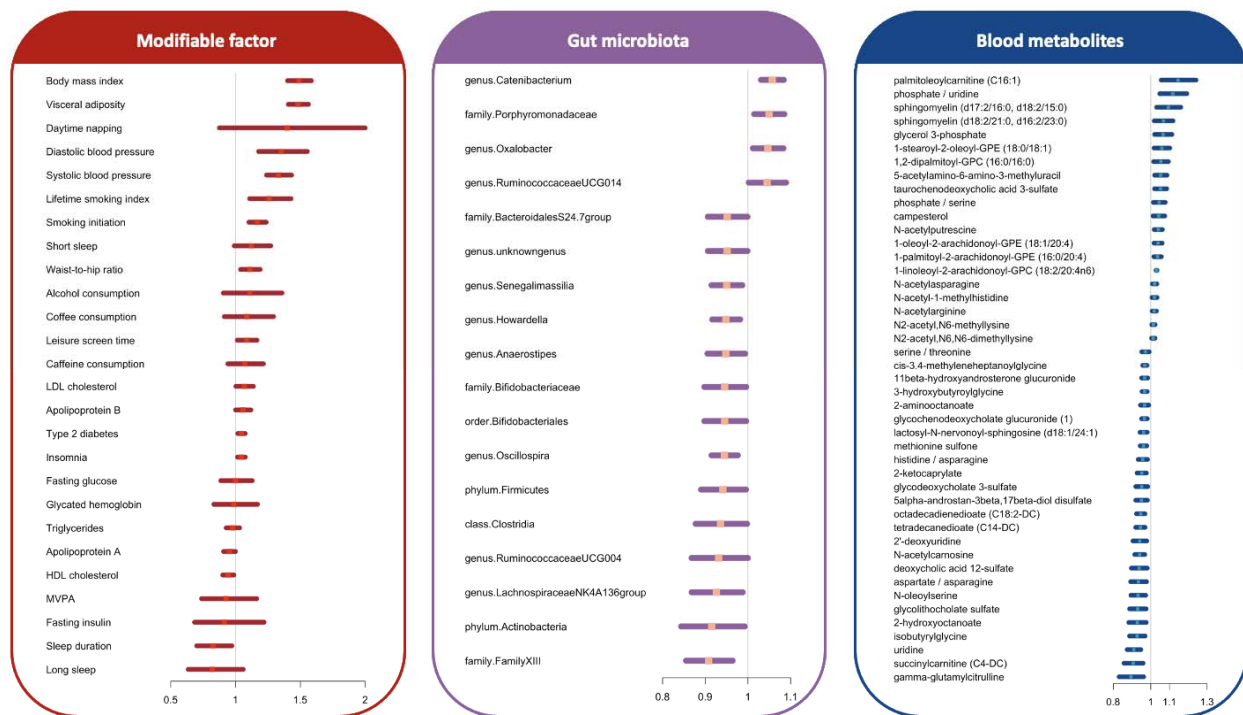 Modifiable factor
Body mass index
Visceral adiposity
Daytime napping
Diastolic blood pressure
Systolic blood pressure
Lifetime smoking index
Smoking initiation
Short sleep
Waist-to-hip ratio
Alcohol consumption
Coffee consumption
Leisure screen time
Caffeine consumption
LDL cholesterol
Apolipoprotein B
Type 2 diabetes
Insomnia
Fasting glucose
Glycated hemoglobin
Triglycerides
Apolipoprotein A
HDL cholesterol
MVPA
Fasting insulin
Sleep duration
Long sleep
0.5 1 1.5 2
Gut microbiota
genus.Catenibacterium
family.Porphyromonadaceae
genus.Oxalobacter
genus.RuminococcaceaeUCG014
family.BacteroidalesS24.7group
genus.unknowngenus
genus.Senegalimassilia
genus.Howardella
genus.Anaerostipes
family.Bifidobacteriaceae
order.Bifidobacteriales
genus.Oscillospira
phylum.Firmicutes
class.Clostridia
genus.RuminococcaceaeUCG004
genus.LachnospiraceaeNK4A136group
phylum.Actinobacteria
family.FamilyXIII
0.8 0.9 1 1.1
Blood metabolites
palmitoleoylcarnitine (C16:1)
phosphate / uridine
sphingomyelin (d17:2/16:0, d18:2/15:0)
sphingomyelin (d18:2/21:0, d16:2/23:0)
glycerol 3-phosphate
1-stearoyl-2-oleoyl-GPE (18:0/18:1)
1,2-dipalmitoyl-GPC (16:0/16:0)
5-acetylamino-6-amino-3-methyluracil
taurochenodeoxycholic acid 3-sulfate
phosphate / serine
campesterol
N-acetylputrescine
1-oleoyl-2-arachidonoyl-GPE (18:1/20:4)
1-palmitoyl-2-arachidonoyl-GPE (16:0/20:4)
1-linoleoyl-2-arachidonoyl-GPC (18:2/20:4n6)
N-acetylasparagine
N-acetyl-1-methylhistidine
N-acetylarginine
N2-acetyl,N6-methyllysine
N2-acetyl,N6,N6-dimethyllysine
serine / threonine
cis-3.4-methyleneheptanoylglycine
11beta-hydroxyandrosterone glucuronide
3-hydroxybutyroylglycine
2-aminooctanoate
glycochenodeoxycholate glucuronide (1)
lactosyl-N-nervonoyl-sphingosine (d18:1/24:1)
methionine sulfone
histidine / asparagine
2-ketocaprylate
glycodeoxycholate 3-sulfate
5alpha-androstan-3beta,17beta-diol disulfate
octadecadienedioate (C18:2-DC)
tetradecanedioate (C14-DC)
2'-deoxyuridine
N-acetylcarnosine
deoxycholic acid 12-sulfate
aspartate / asparagine
N-oleoylserine
glycolithocholate sulfate
2-hydroxyoctanoate
isobutyrylglycine
uridine
succinylcarnitine (C4-DC)
gamma-glutamylcitrulline
0.8 1 1.1 1.3